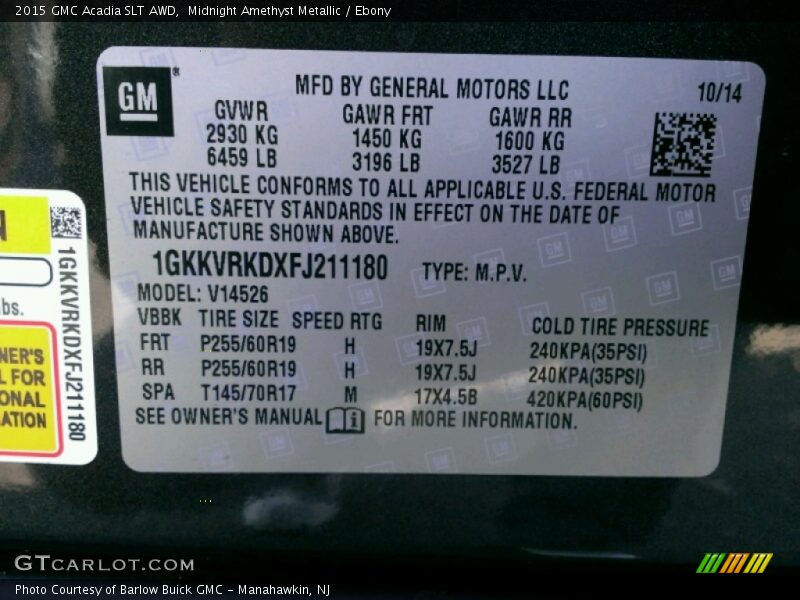 2015 GMC Acadia SLT AWD,  Midnight Amethyst Metallic / Ebony
GM®
MFD BY GENERAL MOTORS LLC 10/14
GVWR GAWR FRT GAWR RR
2930 KG 1450 KG 1600 KG
6459 LB 3196 LB 3527 LB
THIS VEHICLE CONFORMS TO ALL APPLICABLE U.S. FEDERAL MOTOR
VEHICLE SAFETY STANDARDS IN EFFECT ON THE DATE OF
MANUFACTURE SHOWN ABOVE.
1GKKVRKDXFJ211180 TYPE: M.P.V.
MODEL: V14526
VBBK TIRE SIZE SPEED RTG RIM COLD TIRE PRESSURE
FRT P255/60R19 H 19X7.5J 240KPA(35PSI)
RR P255/60R19 H 19X7.5J 240KPA(35PSI)
SPA T145/70R17 M 17X4.5B 420KPA(60PSI)
SEE OWNER'S MANUAL i FOR MORE INFORMATION.
N
bs.
NER'S
L FOR
ONAL
ATION
1GKKVRKDXFJ211180
GTCARLOT.COM
Photo Courtesy of Barlow Buick GMC – Manahawkin, NJ